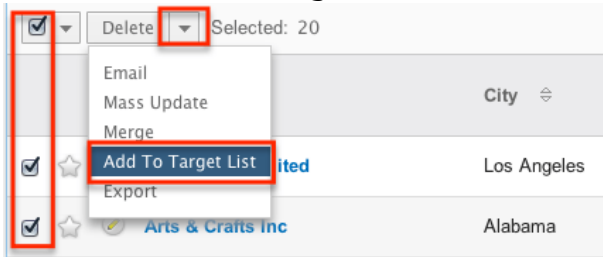 Delete Selected: 20
Email
Mass Update
Merge
Add To Target List
Export
City
ited Los Angeles
Arts & Crafts Inc Alabama